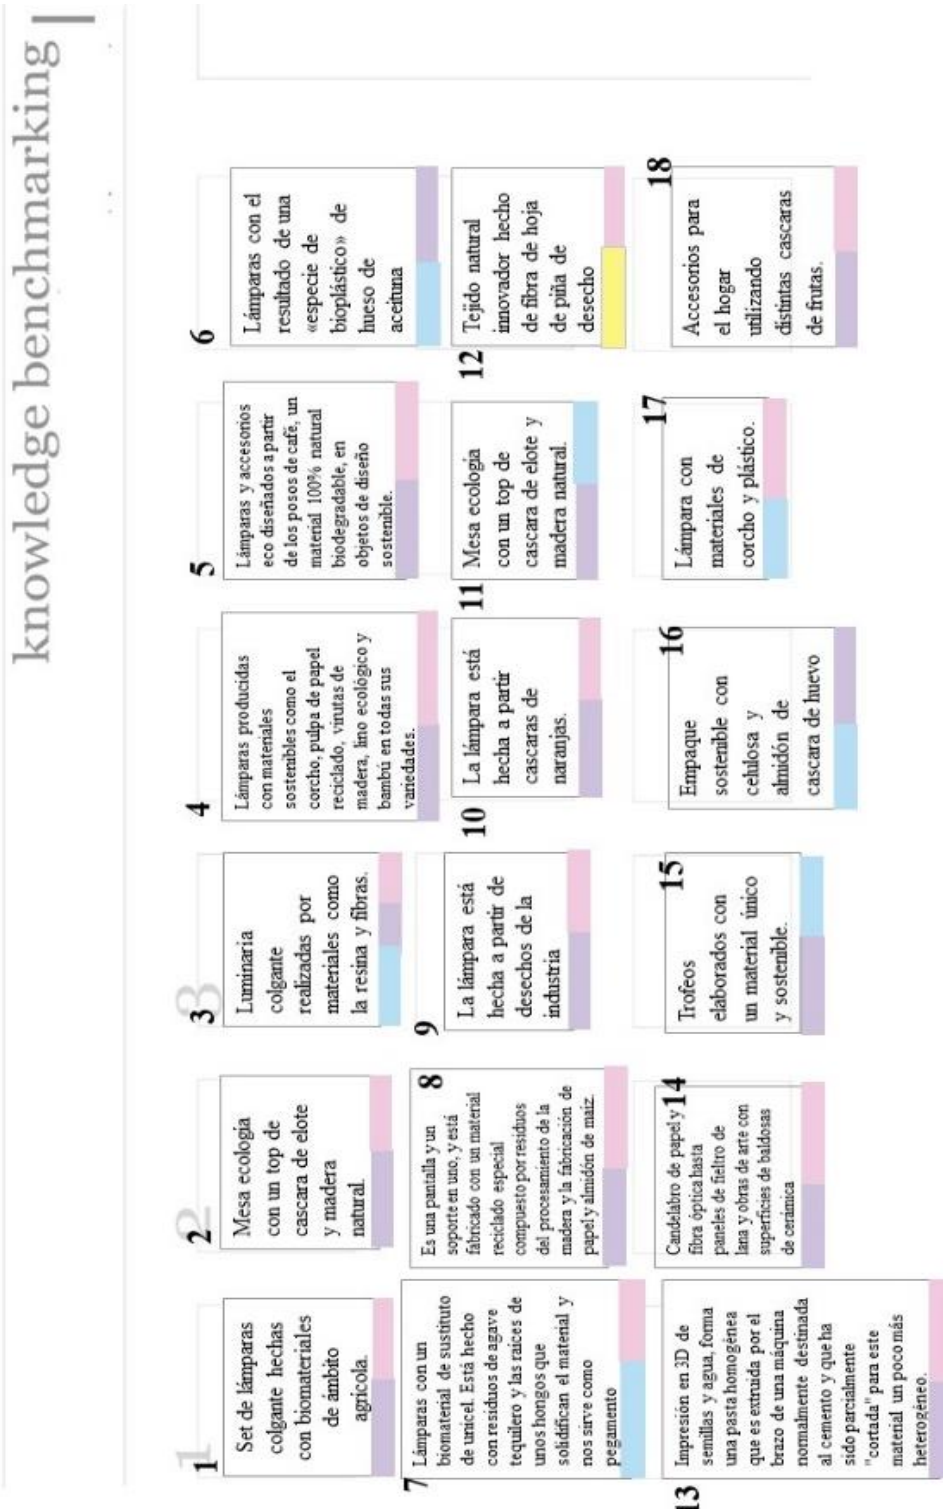 knowledge benchmarking
1
Set de lámparas
colgante hechas
con biomateriales
de ámbito
agrícola.
2
Mesa ecología
con un top de
cascara de elote
y madera
natural.
3
Luminaria
colgante
realizadas por
materiales como
la resina y fibras.
4
Lámparas producidas
con materiales
sostenibles como el
corcho, pulpa de papel
reciclado, virutas de
madera, lino ecológico y
bambú en todas sus
variedades.
5
Lámparas y accesorios
eco diseñados a partir
de los posos de café, un
material 100% natural
biodegradable, en
objetos de diseño
sostenible.
6
Lámparas con el
resultado de una
«especie de
bioplástico» de
hueso de
aceituna
7
Lámparas con un
biomaterial de sustituto
de unicel. Está hecho
con residuos de agave
tequilero y las raíces de
unos hongos que
solidifican el material y
nos sirve como
pegamento
8
Es una pantalla y un
soporte en uno, y está
fabricado con un material
reciclado especial
compuesto por residuos
del procesamiento de la
madera y la fabricación de
papel y almidón de maíz.
9
La lámpara está
hecha a partir de
desechos de la
industria
10
La lámpara está
hecha a partir
cascaras de
naranjas.
11
Mesa ecología
con un top de
cascara de elote y
madera natural.
12
Tejido natural
innovador hecho
de fibra de hoja
de piña de
desecho
13
Impresión en 3D de
semillas y agua, forma
una pasta homogénea
que es extruida por el
brazo de una máquina
normalmente destinada
al cemento y que ha
sido parcialmente
"cortada" para este
material un poco más
heterogéneo.
14
Candelabro de papel y
fibra óptica hasta
paneles de fieltro de
lana y obras de arte con
superficies de baldosas
de cerámica
15
Trofeos
elaborados con
un material único
y sostenible.
16
Empaque
sostenible con
celulosa y
almidón de
cascara de huevo
17
Lámpara con
materiales de
corcho y plástico.
18
Accesorios para
el hogar
utilizando
distintas cascaras
de frutas.